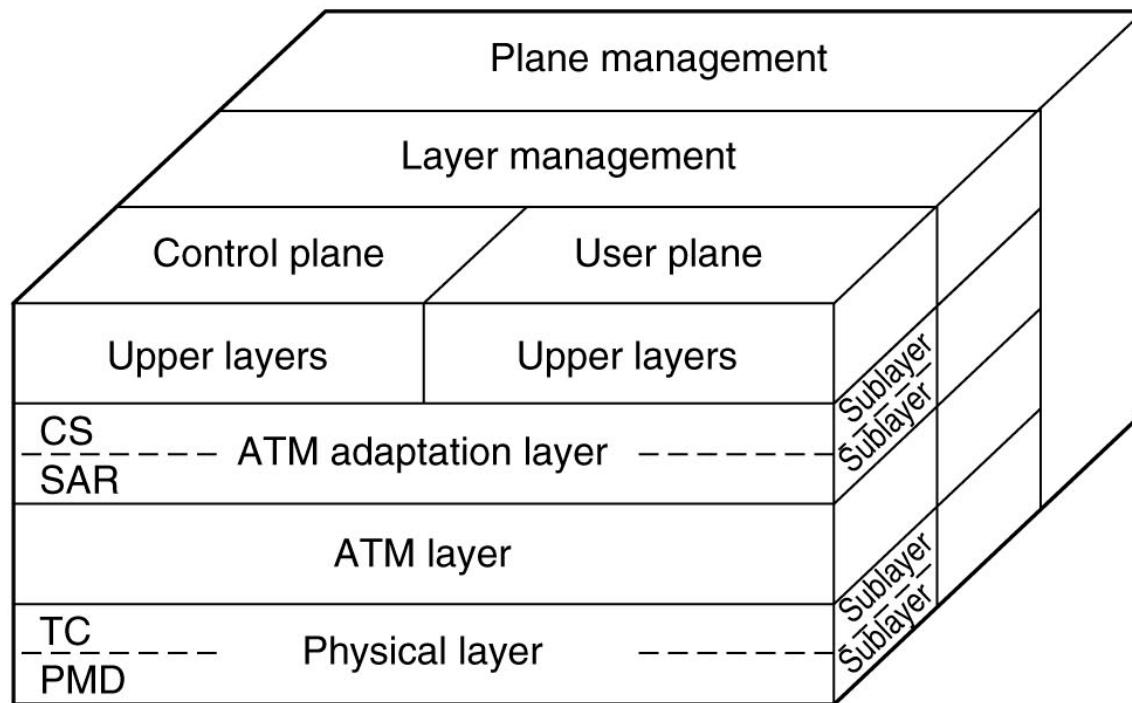 Plane management
Layer management
Control plane
User plane
Upper layers
Upper layers
Sublayer
Sublayer
CS
ATM adaptation layer
SAR
ATM layer
Sublayer
Sublayer
TC
Physical layer
PMD